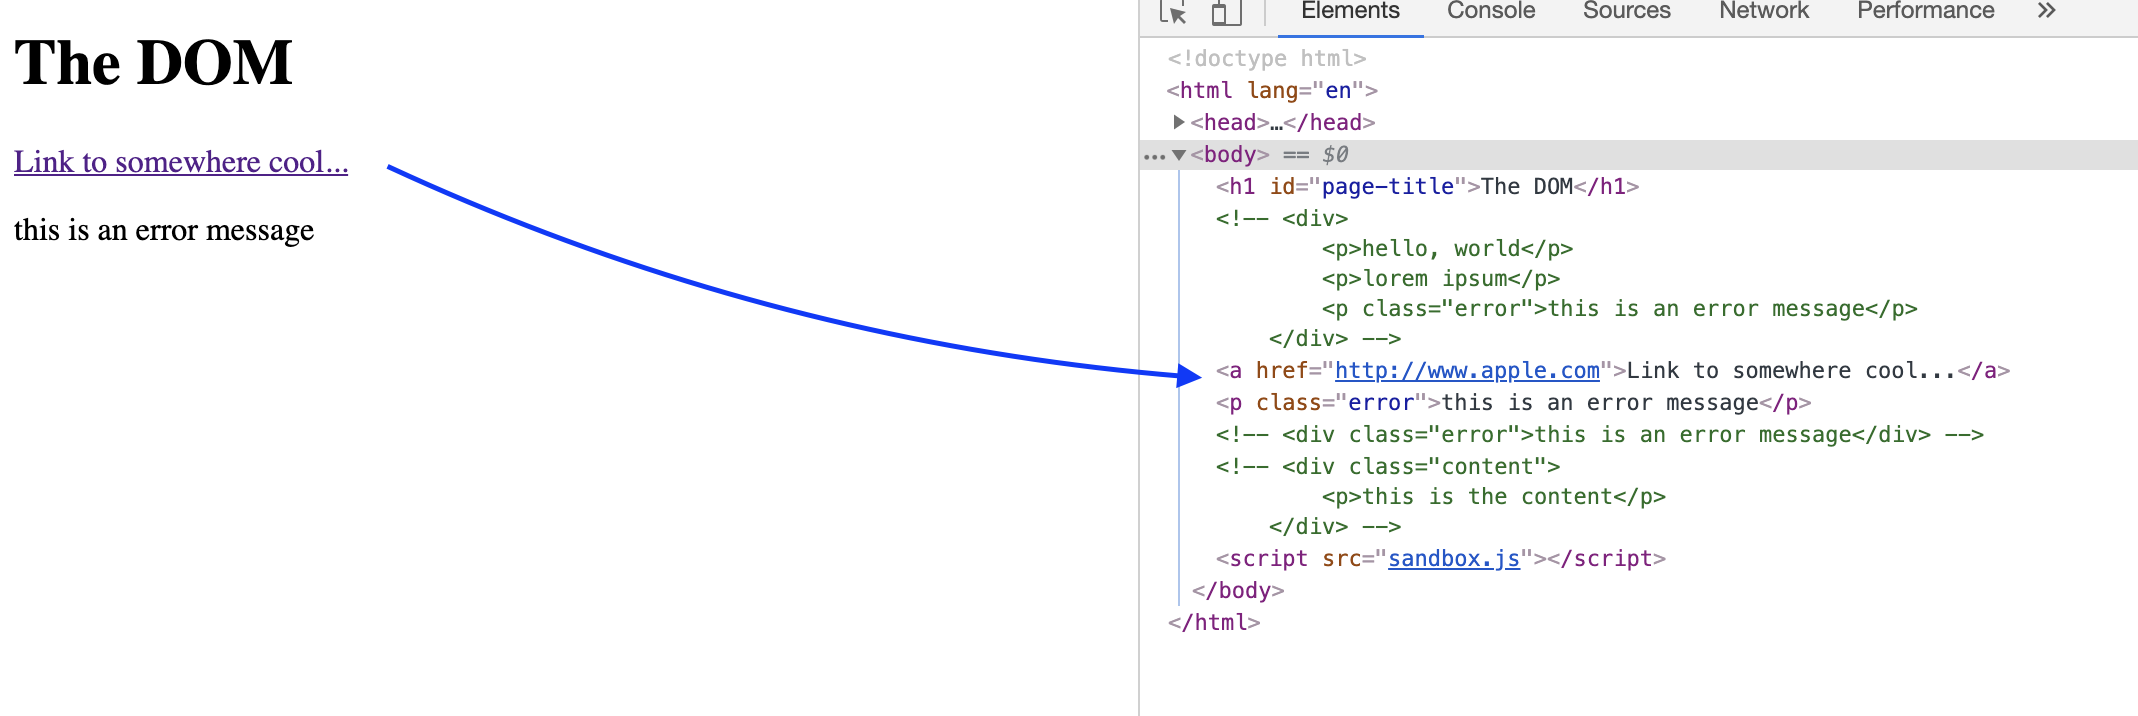 The DOM
Link to somewhere cool...
this is an error message
Elements Console Sources Network Performance »
<!doctype html>
<html lang="en">
<head>…</head>
… <body> == $0
<h1 id="page-title">The DOM</h1>
<!-- <div>
<p>hello, world</p>
<p>lorem ipsum</p>
<p class="error">this is an error message</p>
</div> -->
<a href="http://www.apple.com">Link to somewhere cool...</a>
<p class="error">this is an error message</p>
<!-- <div class="error">this is an error message</div> -->
<!-- <div class="content">
<p>this is the content</p>
</div> -->
<script src="sandbox.js"></script>
</body>
</html>